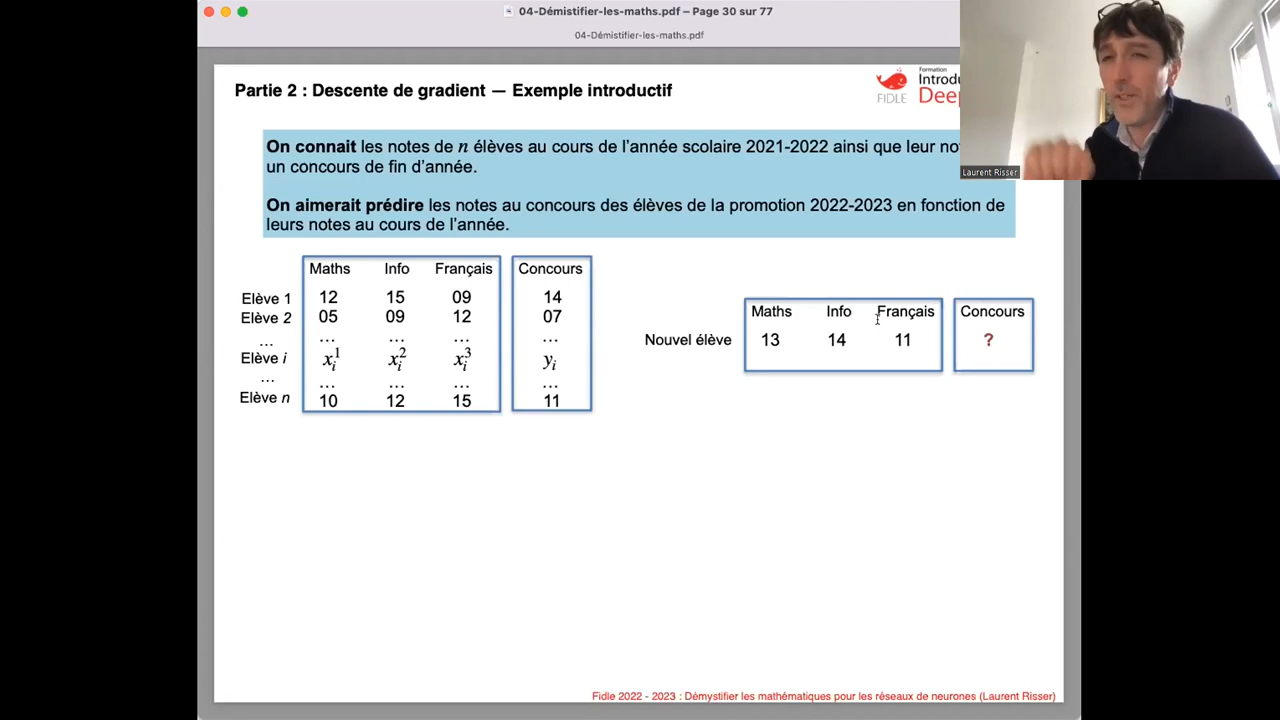 04-Démistifier-les-maths.pdf – Page 30 sur 77
04-Démistifier-les-maths.pdf
Partie 2 : Descente de gradient — Exemple introductif
FIDLE
Formation
On connait les notes de n élèves au cours de l'année scolaire 2021-2022 ainsi que leur
un concours de fin d'année.
On aimerait prédire les notes au concours des élèves de la promotion 2022-2023 en fonction de
leurs notes au cours de l'année.
Maths Info Français Concours
Elève 1 12 15 09 14
Elève 2 05 09 12 07
... ... ... ... ...
Elève i x_i^1 x_i^2 x_i^3 y_i
... ... ... ... ...
Elève n 10 12 15 11
Maths Info Français Concours
Nouvel élève 13 14 11 ?
Laurent Risser
Fidle 2022 - 2023 : Démystifier les mathématiques pour les réseaux de neurones (Laurent Risser)